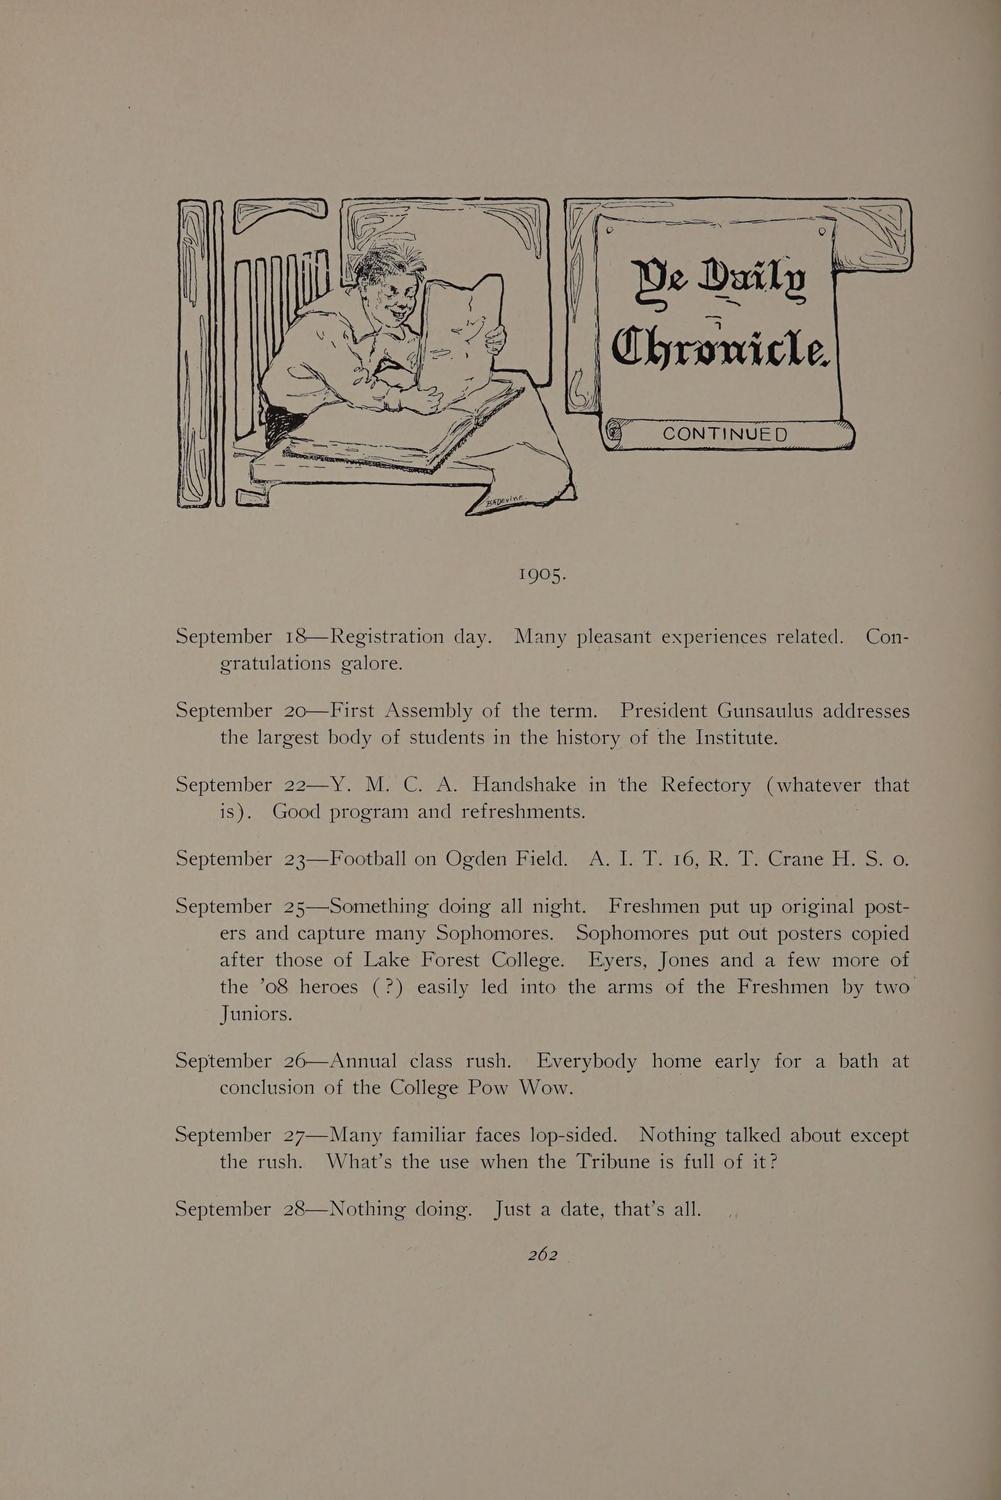 Ye Daily
Chronicle.
CONTINUED
1905.
September 18—Registration day. Many pleasant experiences related. Con-
gratulations galore.
September 20—First Assembly of the term. President Gunsaulus addresses
the largest body of students in the history of the Institute.
September 22—Y. M. C. A. Handshake in the Refectory (whatever that
is). Good program and refreshments.
September 23—Football on Ogden Field. A. I. T. 16, R. T. Crane H. S. 0.
September 25—Something doing all night. Freshmen put up original post-
ers and capture many Sophomores. Sophomores put out posters copied
after those of Lake Forest College. Eyers, Jones and a few more of
the ’08 heroes (?) easily led into the arms of the Freshmen by two
Juniors.
September 26—Annual class rush. Everybody home early for a bath at
conclusion of the College Pow Wow.
September 27—Many familiar faces lop-sided. Nothing talked about except
the rush. What’s the use when the Tribune is full of it?
September 28—Nothing doing. Just a date, that’s all.
262